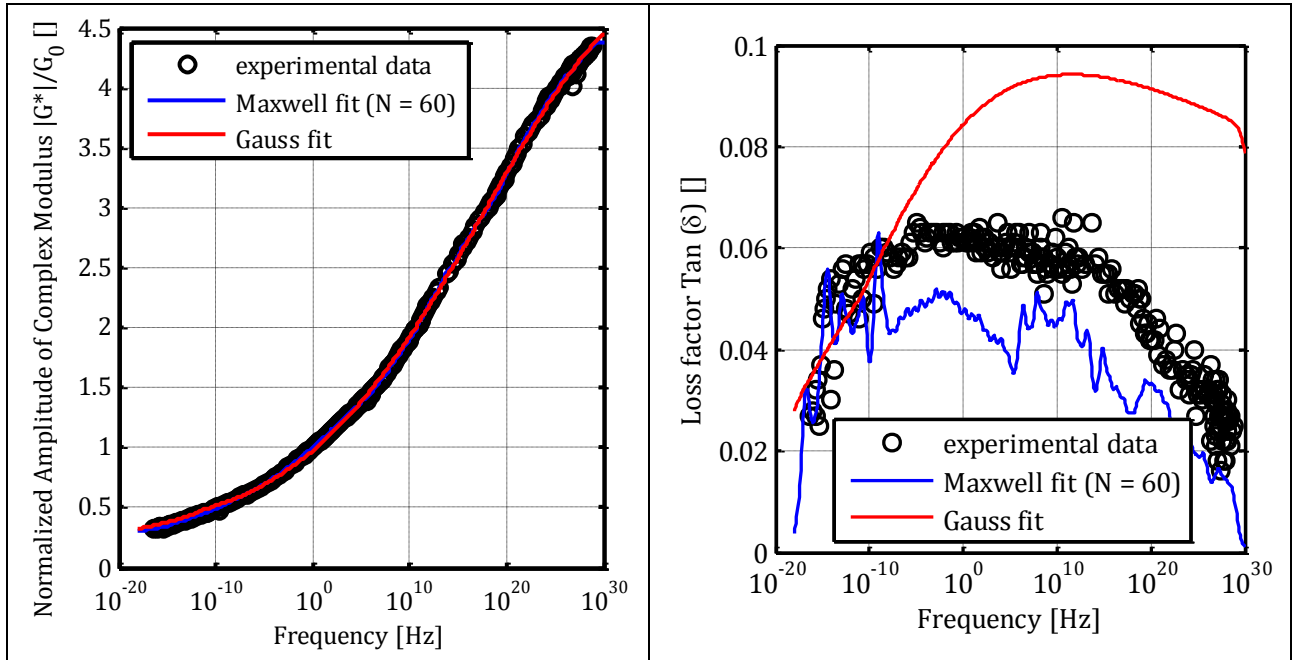 Normalized Amplitude of Complex Modulus |G*|/G₀ []
4.5
4
3.5
3
2.5
2
1.5
1
0.5
0
experimental data
Maxwell fit (N = 60)
Gauss fit
10⁻²⁰ 10⁻¹⁰ 10⁰ 10¹⁰ 10²⁰ 10³⁰
Frequency [Hz]
Loss factor Tan (δ) []
0.1
0.08
0.06
0.04
0.02
0
experimental data
Maxwell fit (N = 60)
Gauss fit
10⁻²⁰ 10⁻¹⁰ 10⁰ 10¹⁰ 10²⁰ 10³⁰
Frequency [Hz]